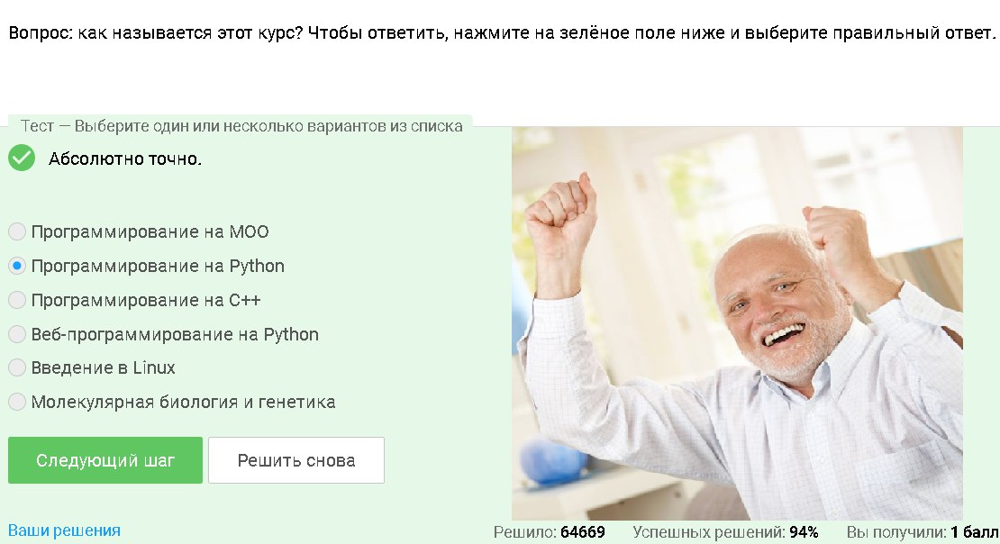 Вопрос: как называется этот курс? Чтобы ответить, нажмите на зелёное поле ниже и выберите правильный ответ.
Тест — Выберите один или несколько вариантов из списка
Абсолютно точно.
Программирование на МОО
Программирование на Python
Программирование на C++
Веб-программирование на Python
Введение в Linux
Молекулярная биология и генетика
Следующий шаг
Решить снова
Ваши решения
Решило: 64669
Успешных решений: 94%
Вы получили: 1 балл